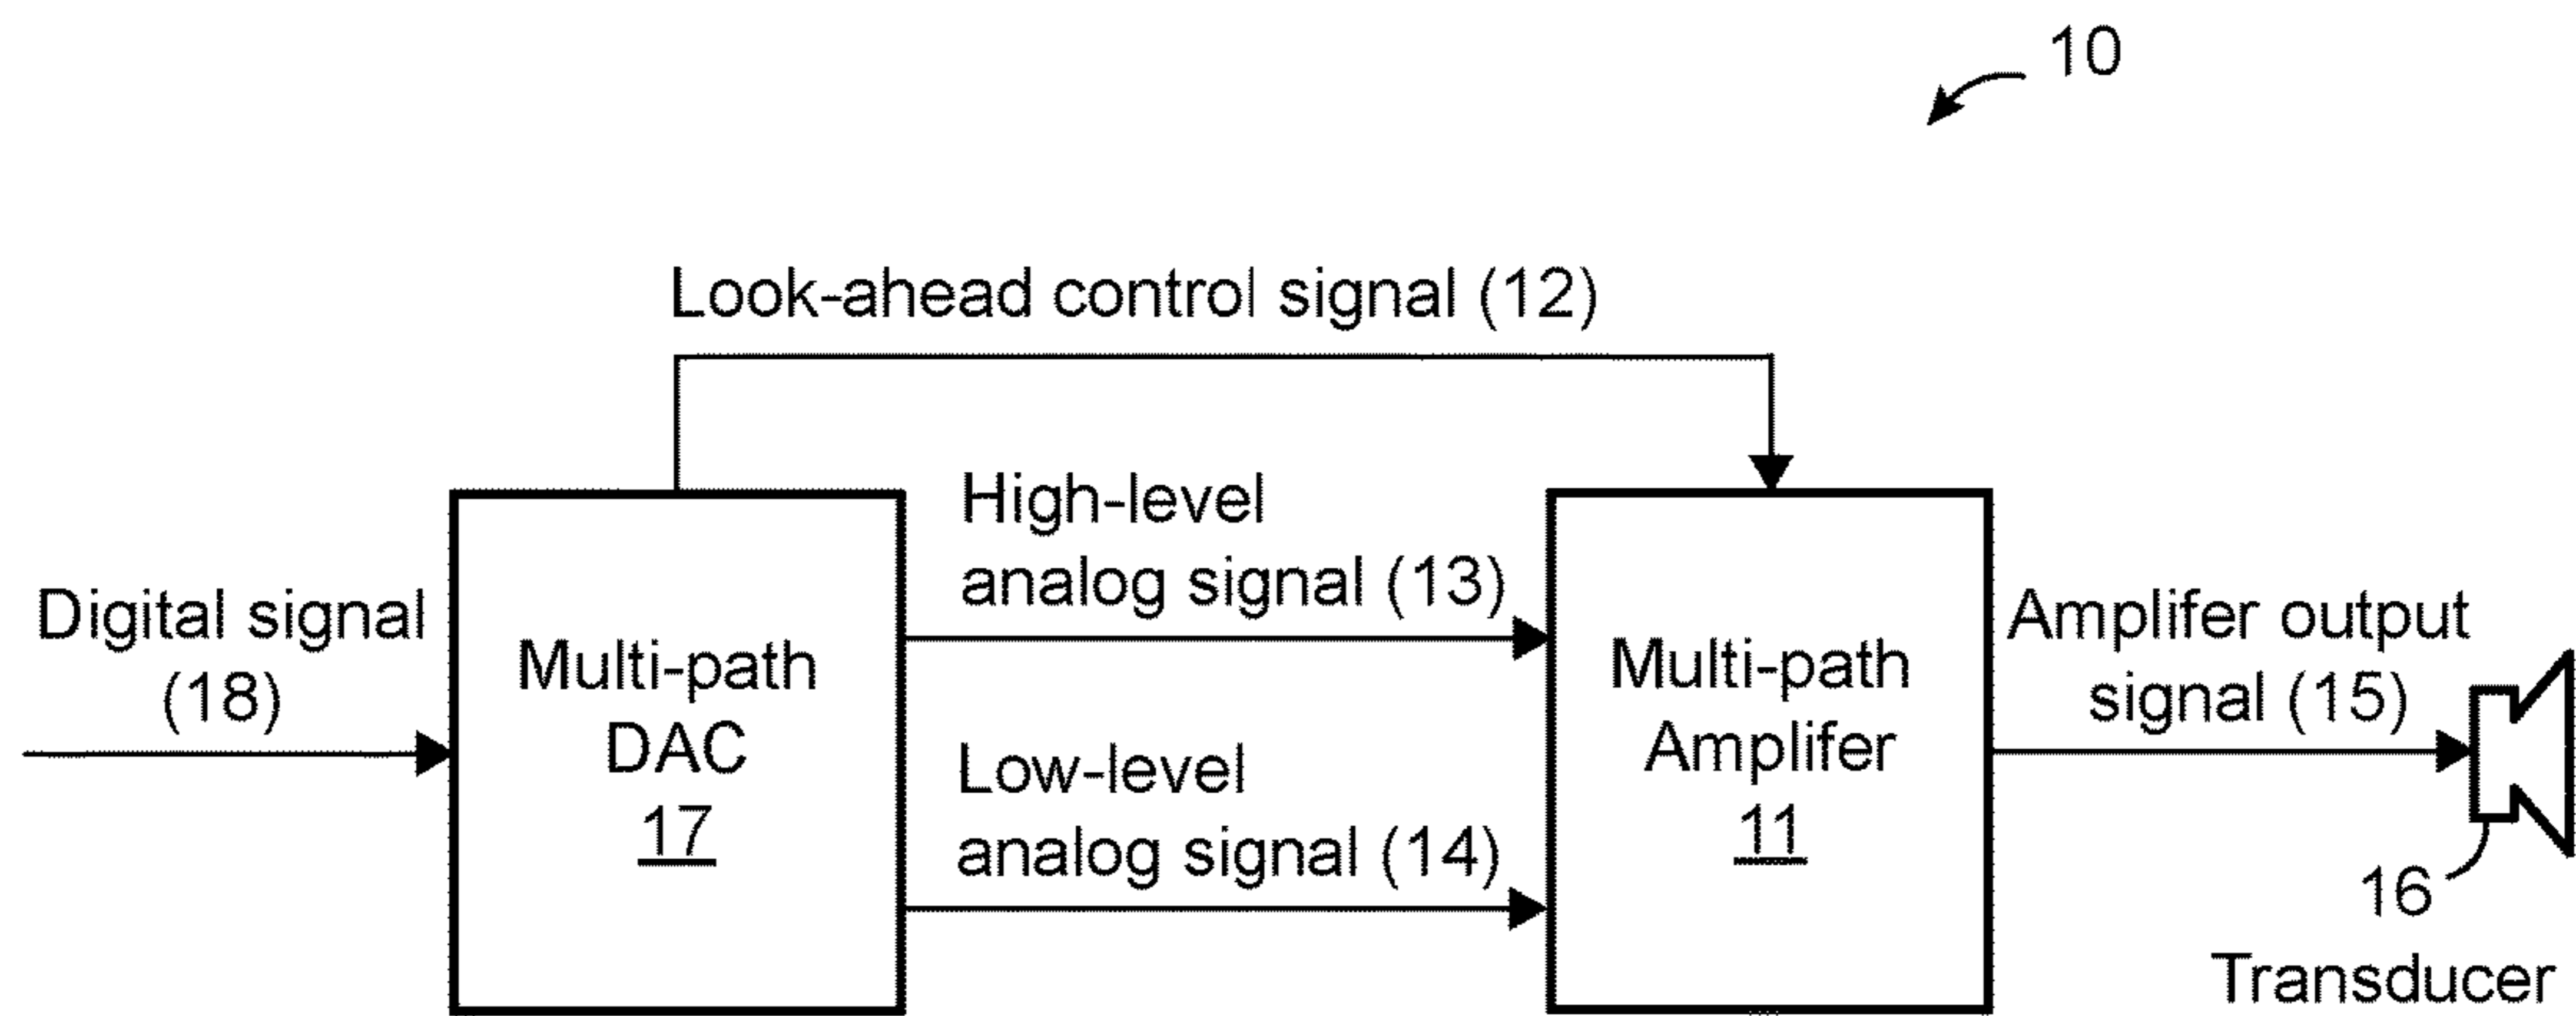 10
Look-ahead control signal (12)
High-level
analog signal (13)
Digital signal
(18)
Multi-path
DAC
17
Low-level
analog signal (14)
Multi-path
Amplifer
11
Amplifer output
signal (15)
16
Transducer